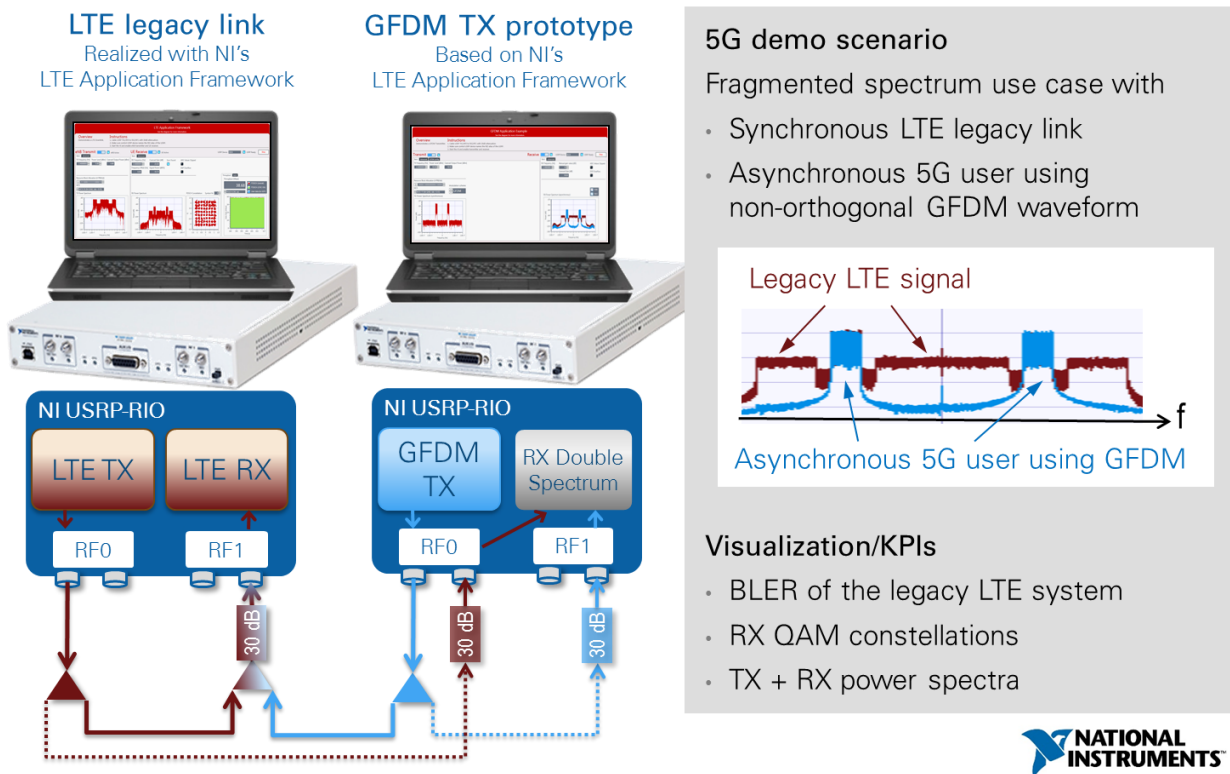 LTE legacy link
Realized with NI's
LTE Application Framework
GFDM TX prototype
Based on NI's
LTE Application Framework
NI USRP-RIO
LTE TX
LTE RX
RF0
RF1
30 dB
NI USRP-RIO
GFDM
TX
RX Double
Spectrum
RF0
RF1
30 dB
30 dB
5G demo scenario
Fragmented spectrum use case with
· Synchronous LTE legacy link
· Asynchronous 5G user using
non-orthogonal GFDM waveform
Legacy LTE signal
f
Asynchronous 5G user using GFDM
Visualization/KPIs
· BLER of the legacy LTE system
· RX QAM constellations
· TX + RX power spectra
NATIONAL
INSTRUMENTS™